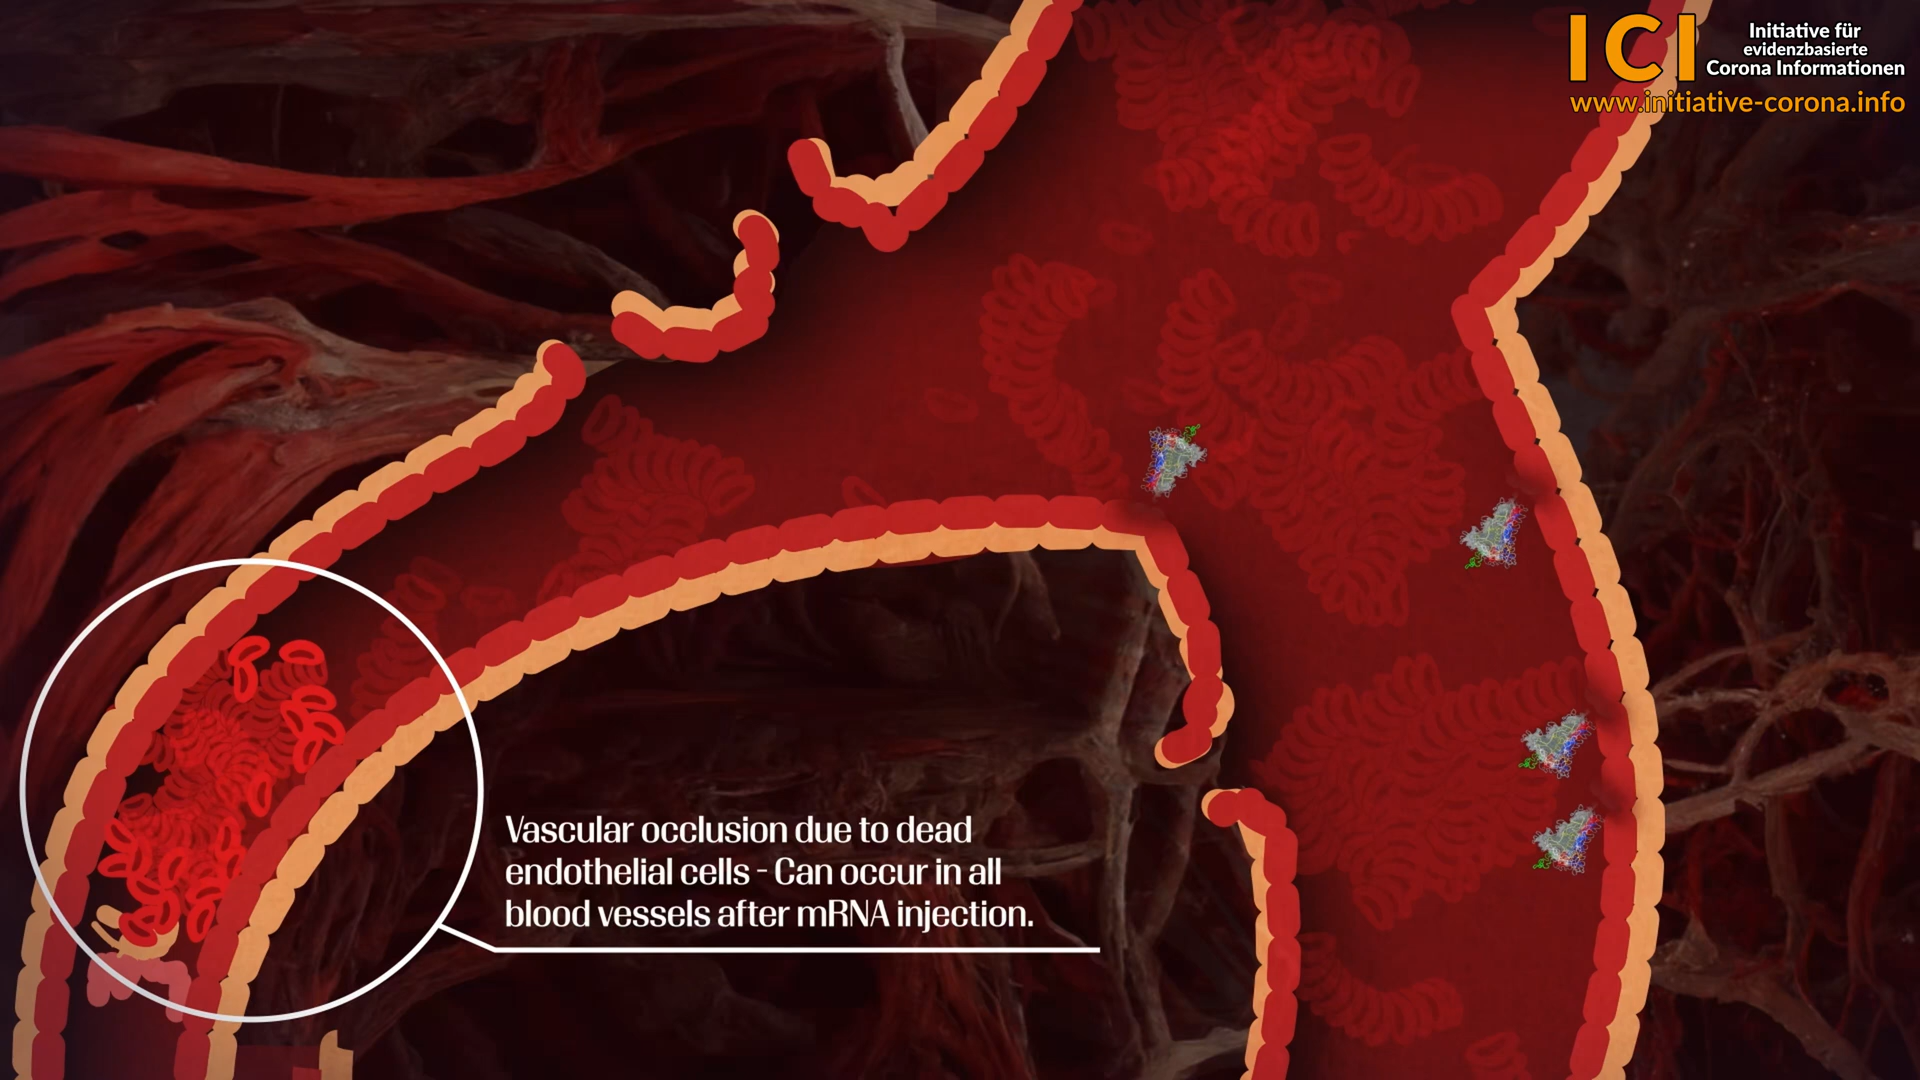 ICI
Initiative für
evidenzbasierte
Corona Informationen
www.initiative-corona.info
Vascular occlusion due to dead
endothelial cells - Can occur in all
blood vessels after mRNA injection.